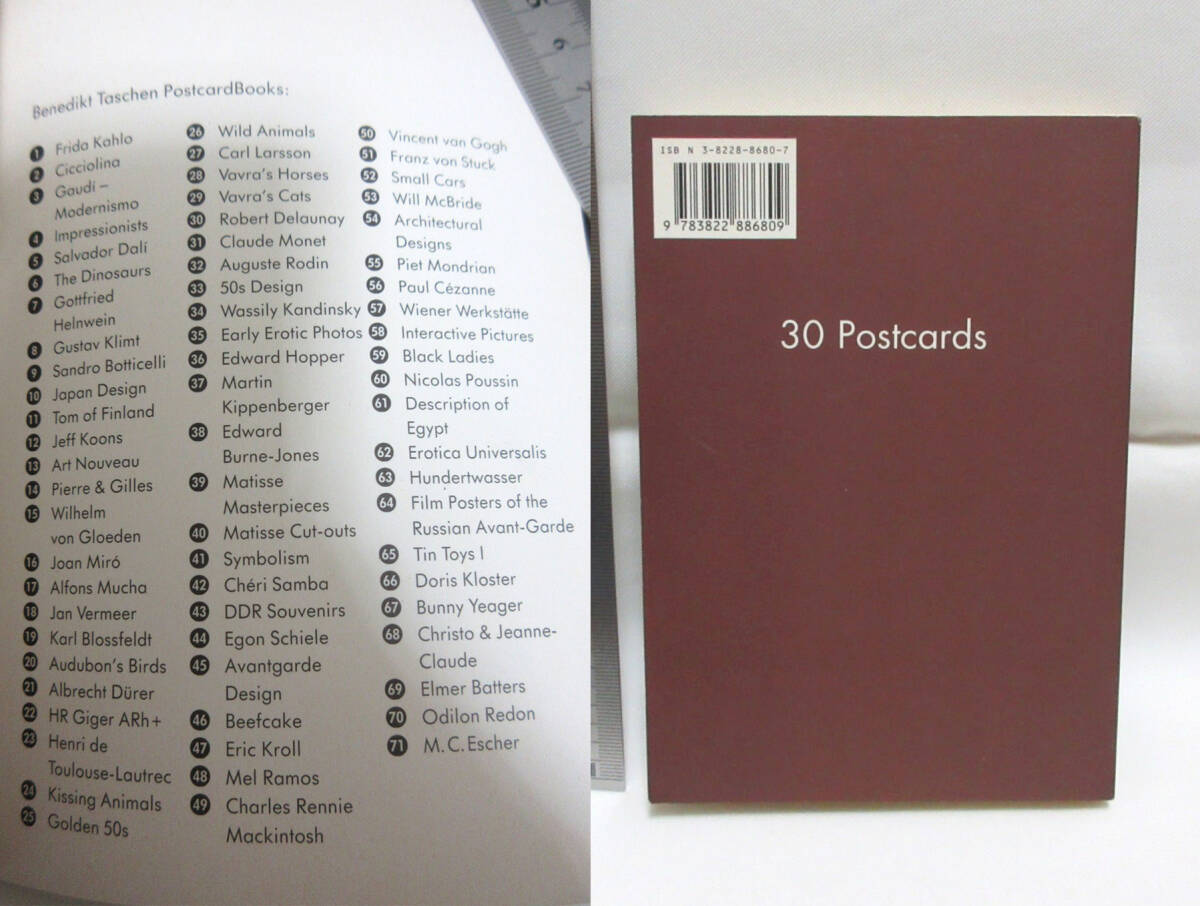 Benedikt Taschen PostcardBooks:
1 Frida Kahlo
2 Cicciolina
3 Gaudí –
Modernismo
4 Impressionists
5 Salvador Dalí
6 The Dinosaurs
7 Gottfried
Helnwein
8 Gustav Klimt
9 Sandro Botticelli
10 Japan Design
11 Tom of Finland
12 Jeff Koons
13 Art Nouveau
14 Pierre & Gilles
15 Wilhelm
von Gloeden
16 Joan Miró
17 Alfons Mucha
18 Jan Vermeer
19 Karl Blossfeldt
20 Audubon's Birds
21 Albrecht Dürer
22 HR Giger ARh+
23 Henri de
Toulouse-Lautrec
24 Kissing Animals
25 Golden 50s
26 Wild Animals
27 Carl Larsson
28 Vavra's Horses
29 Vavra's Cats
30 Robert Delaunay
31 Claude Monet
32 Auguste Rodin
33 50s Design
34 Wassily Kandinsky
35 Early Erotic Photos
36 Edward Hopper
37 Martin
Kippenberger
38 Edward
Burne-Jones
39 Matisse
Masterpieces
40 Matisse Cut-outs
41 Symbolism
42 Chéri Samba
43 DDR Souvenirs
44 Egon Schiele
45 Avantgarde
Design
46 Beefcake
47 Eric Kroll
48 Mel Ramos
49 Charles Rennie
Mackintosh
50 Vincent van Gogh
51 Franz von Stuck
52 Small Cars
53 Will McBride
54 Architectural
Designs
55 Piet Mondrian
56 Paul Cézanne
57 Wiener Werkstätte
58 Interactive Pictures
59 Black Ladies
60 Nicolas Poussin
61 Description of
Egypt
62 Erotica Universalis
63 Hundertwasser
64 Film Posters of the
Russian Avant-Garde
65 Tin Toys I
66 Doris Kloster
67 Bunny Yeager
68 Christo & Jeanne-
Claude
69 Elmer Batters
70 Odilon Redon
71 M.C. Escher
ISB N 3-8228-8680-7
9 783822 886809
30 Postcards